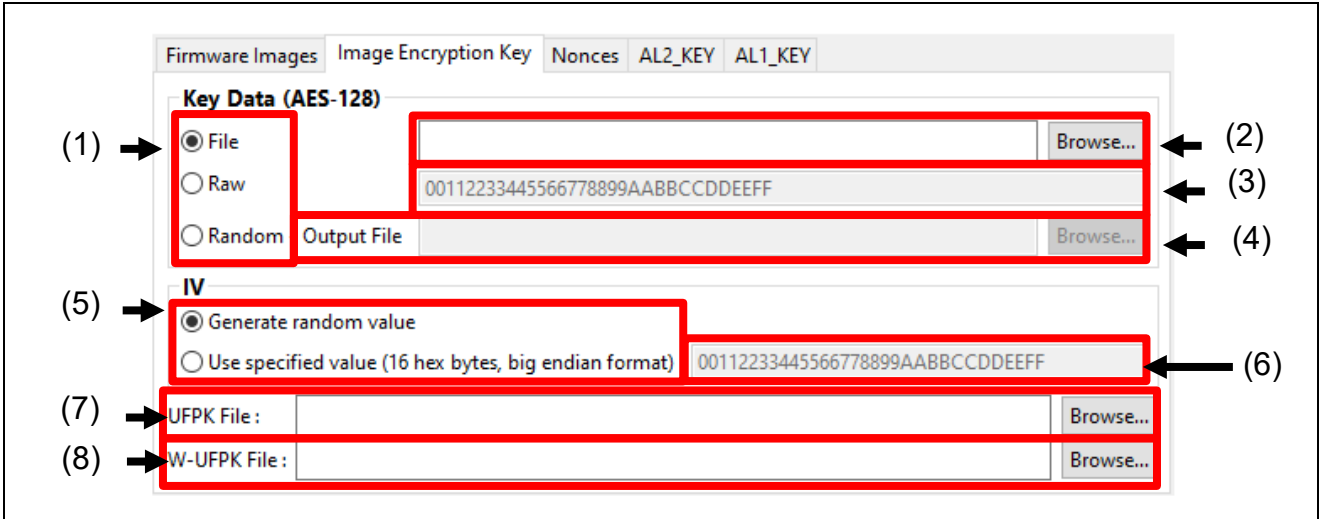 Firmware Images Image Encryption Key Nonces AL2_KEY AL1_KEY
Key Data (AES-128)
(1) File Browse... (2)
Raw 00112233445566778899AABBCCDDEEFF (3)
Random Output File Browse... (4)
IV
(5) Generate random value
Use specified value (16 hex bytes, big endian format) 00112233445566778899AABBCCDDEEFF (6)
(7) UFPK File : Browse...
(8) W-UFPK File : Browse...